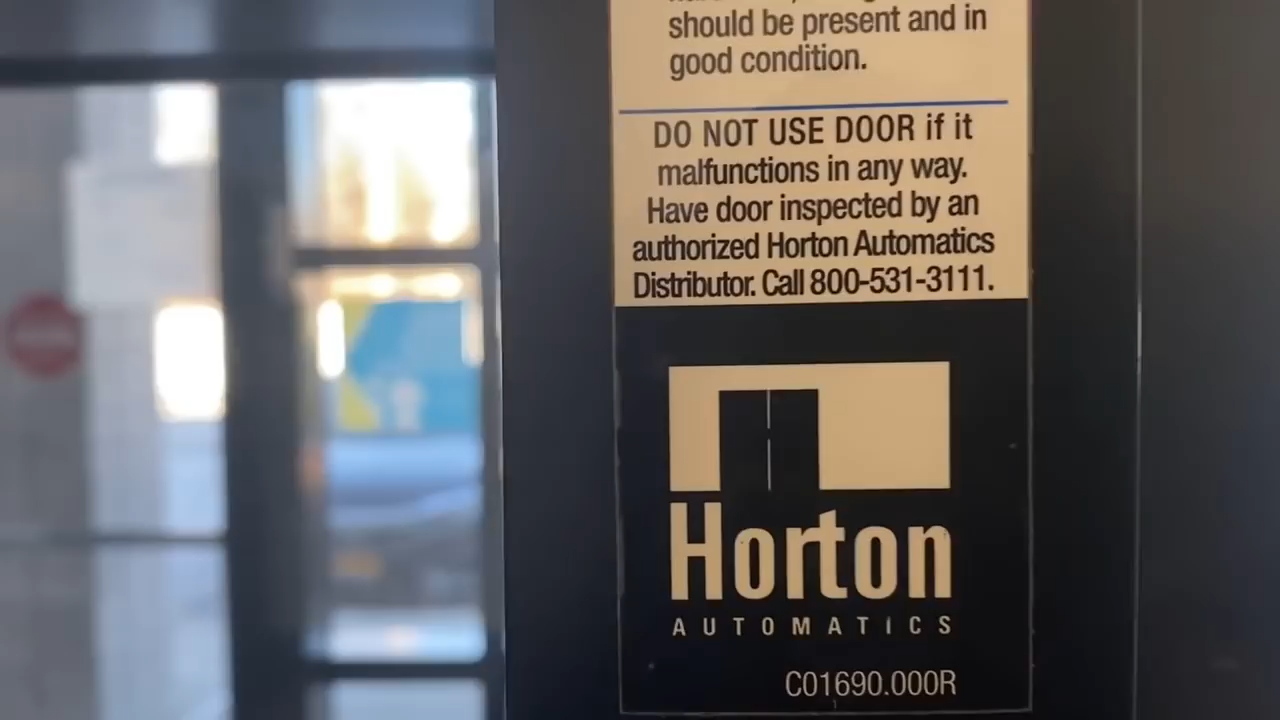 should be present and in
good condition.
DO NOT USE DOOR if it
malfunctions in any way.
Have door inspected by an
authorized Horton Automatics
Distributor. Call 800-531-3111.
Horton
AUTOMATICS
C01690.000R